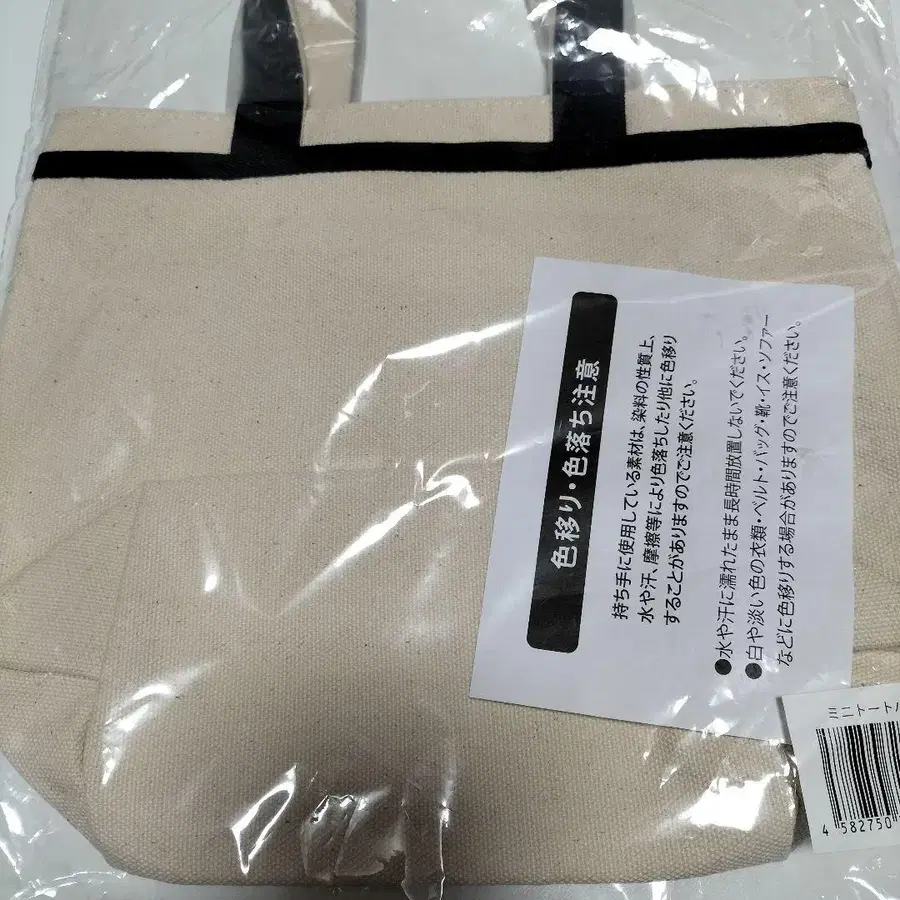 色移り・色落ち注意
持ち手に使用している素材は、染料の性質上、
水や汗、摩擦等により色落ちしたり他に色移り
することがありますのでご注意ください。
●水や汗に濡れたまま長時間放置しないでください。
●白や淡い色の衣類・ベルト・バッグ・靴・イス・ソファー
などに色移りする場合がありますのでご注意ください。
ミニトート
4 582750